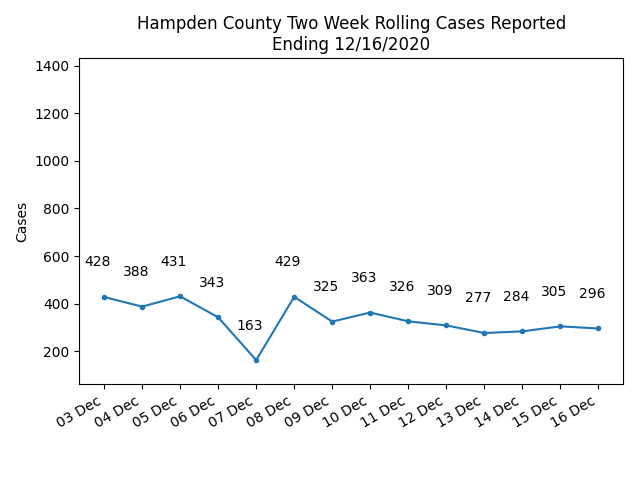 Hampden County Two Week Rolling Cases Reported
Ending 12/16/2020
1400
1200
1000
800
600
400
200
Cases
428
388
431
343
163
429
325
363
326
309
277
284
305
296
03 Dec
04 Dec
05 Dec
06 Dec
07 Dec
08 Dec
09 Dec
10 Dec
11 Dec
12 Dec
13 Dec
14 Dec
15 Dec
16 Dec